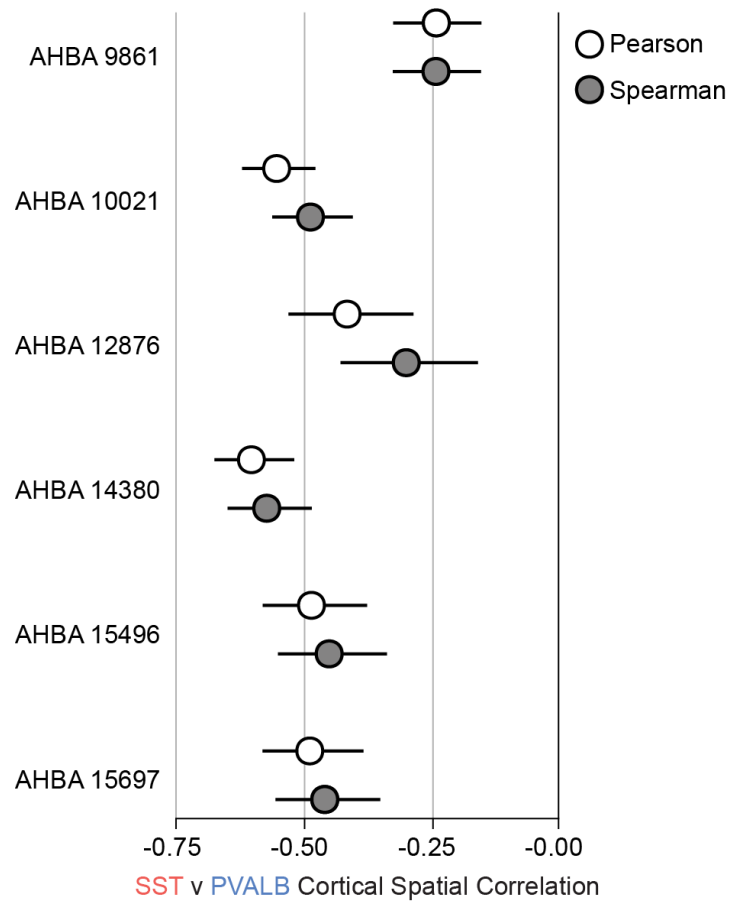 AHBA 9861
Pearson
Spearman
AHBA 10021
AHBA 12876
AHBA 14380
AHBA 15496
AHBA 15697
-0.75 -0.50 -0.25 -0.00
SST v PVALB Cortical Spatial Correlation